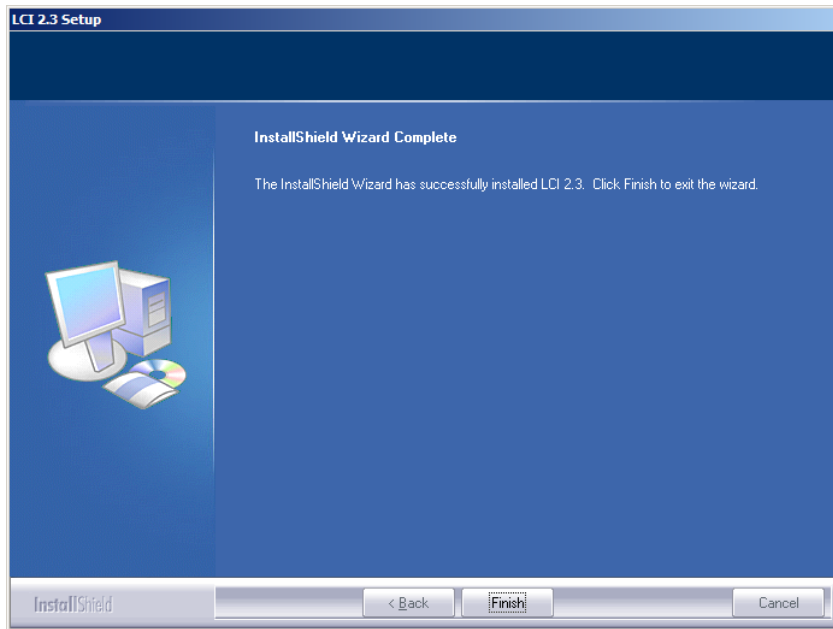 LCI 2.3 Setup
InstallShield Wizard Complete
The InstallShield Wizard has successfully installed LCI 2.3. Click Finish to exit the wizard.
InstallShield
< Back
Finish
Cancel